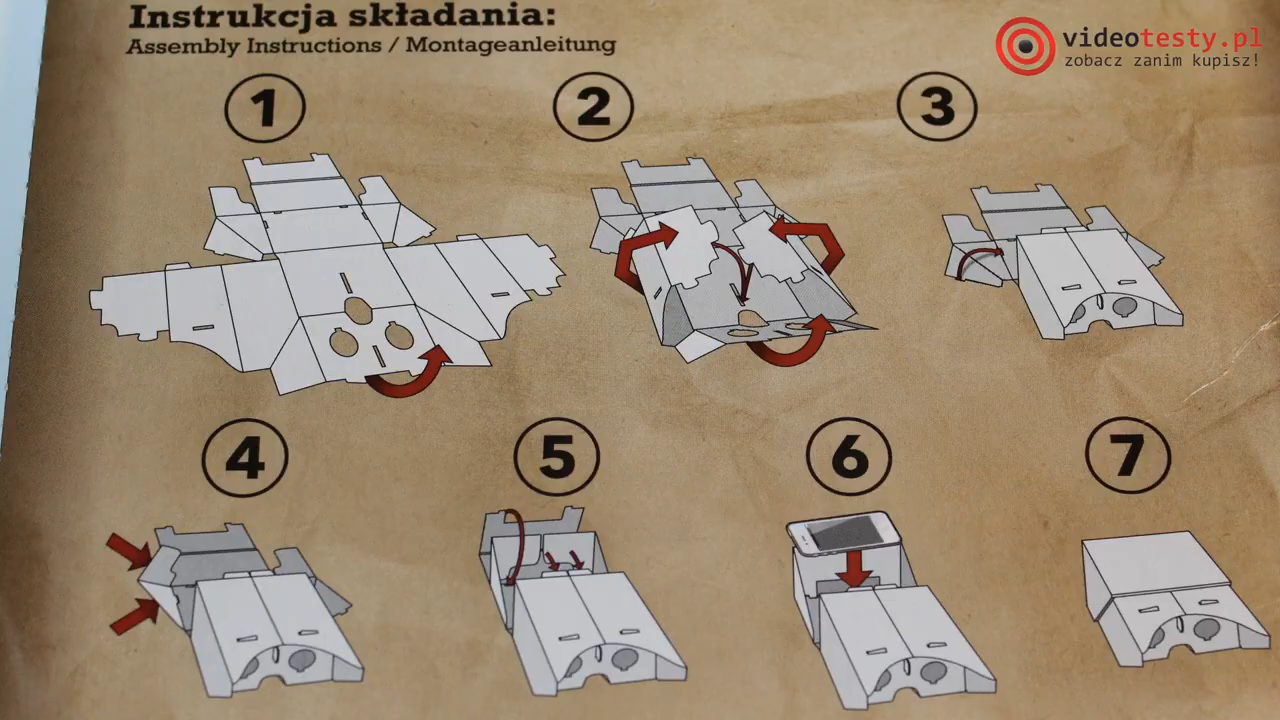 Instrukcja składania:
Assembly Instructions / Montageanleitung
videotesty.pl
zobacz zanim kupisz!
1
2
3
4
5
6
7